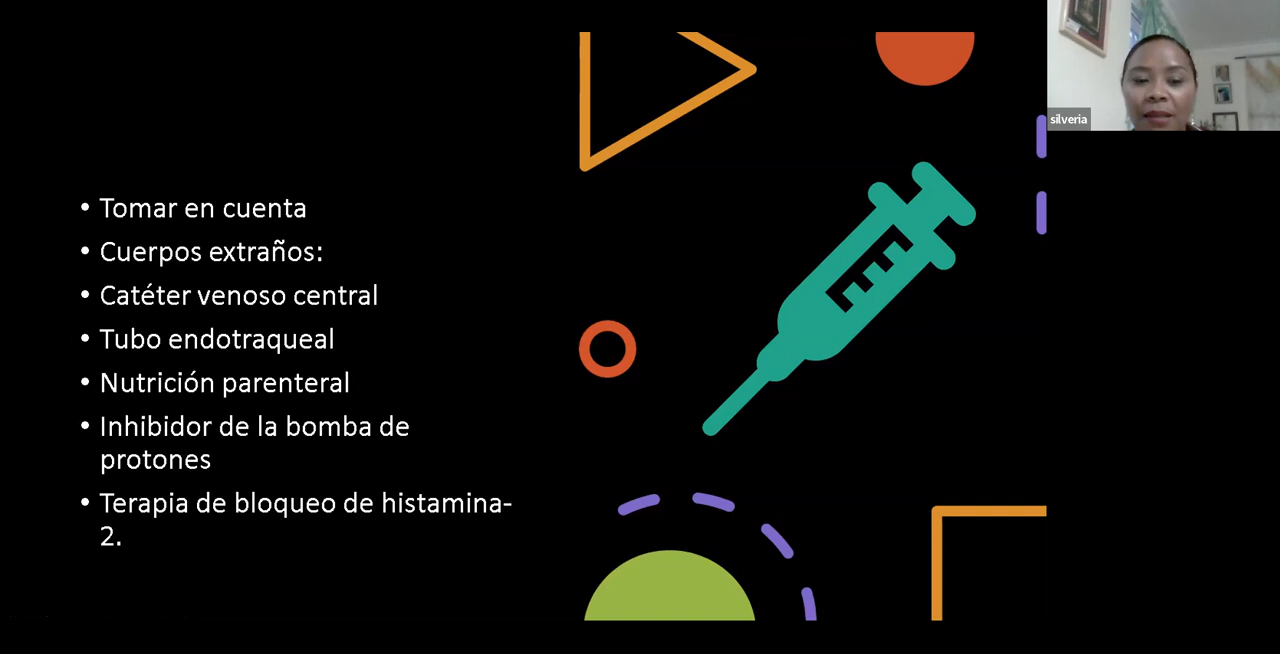 • Tomar en cuenta
• Cuerpos extraños:
• Catéter venoso central
• Tubo endotraqueal
• Nutrición parenteral
• Inhibidor de la bomba de
protones
• Terapia de bloqueo de histamina-
2.
silveria